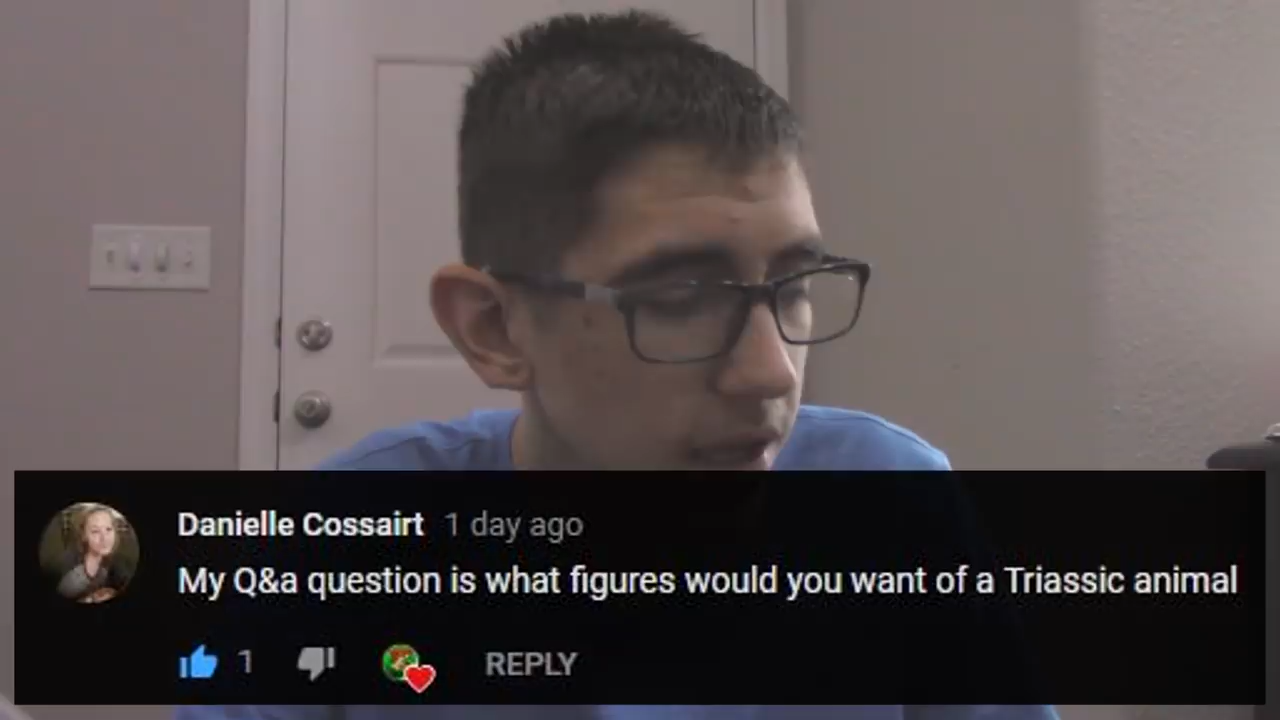 Danielle Cossairt 1 day ago
My Q&a question is what figures would you want of a Triassic animal
1 REPLY